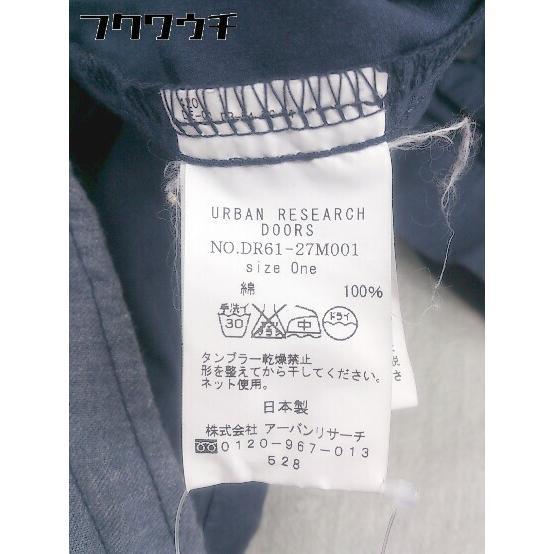 フクワウチ
URBAN RESEARCH
DOORS
NO.DR61-27M001
size One
綿 100%
手洗イ
30
中
ドライ
タンブラー乾燥禁止
形を整えてから干してください。
ネット使用。
日本製
株式会社 アーバンリサーチ
0120-967-013
528